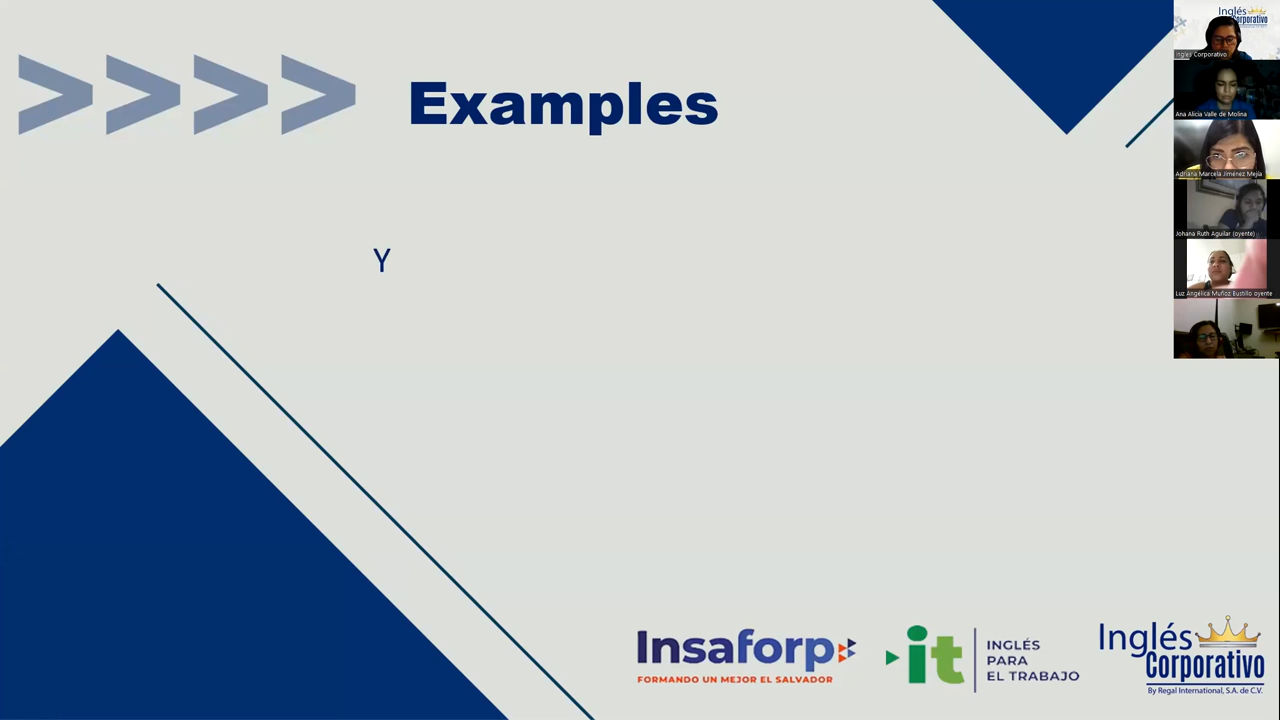 >>>> Examples
Y
Insaforp
FORMANDO UN MEJOR EL SALVADOR
it
INGLÉS
PARA
EL TRABAJO
Inglés
Corporativo
By Regal International, S.A. de C.V.
Inglés
Corporativo
Inglés Corporativo
Ana Alicia Valle de Molina
Adriana Marcela Jiménez Mejía
Johana Ruth Aguilar (oyente)
Luz Angélica Muñoz Bustillo oyente